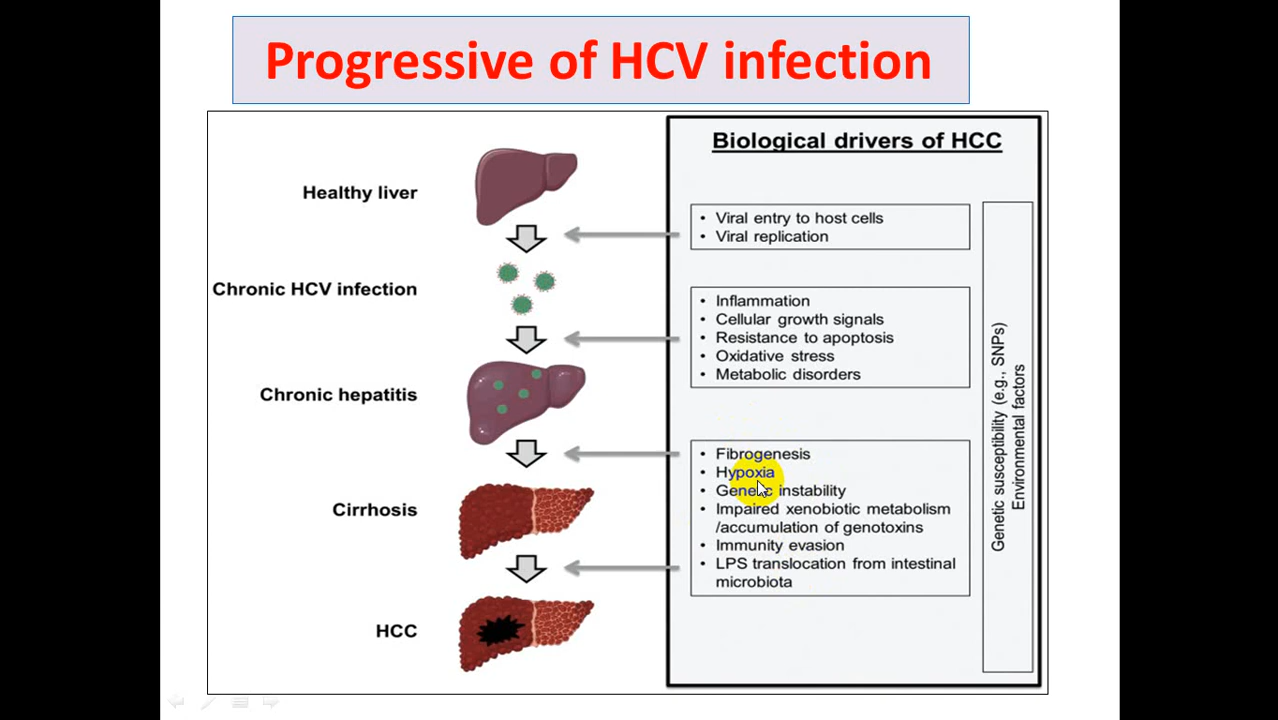 Progressive of HCV infection
Biological drivers of HCC
Healthy liver
• Viral entry to host cells
• Viral replication
Chronic HCV infection
• Inflammation
• Cellular growth signals
• Resistance to apoptosis
• Oxidative stress
• Metabolic disorders
Chronic hepatitis
• Fibrogenesis
• Hypoxia
• Genetic instability
• Impaired xenobiotic metabolism
/accumulation of genotoxins
• Immunity evasion
• LPS translocation from intestinal
microbiota
Cirrhosis
HCC
Genetic susceptibility (e.g., SNPs)
Environmental factors